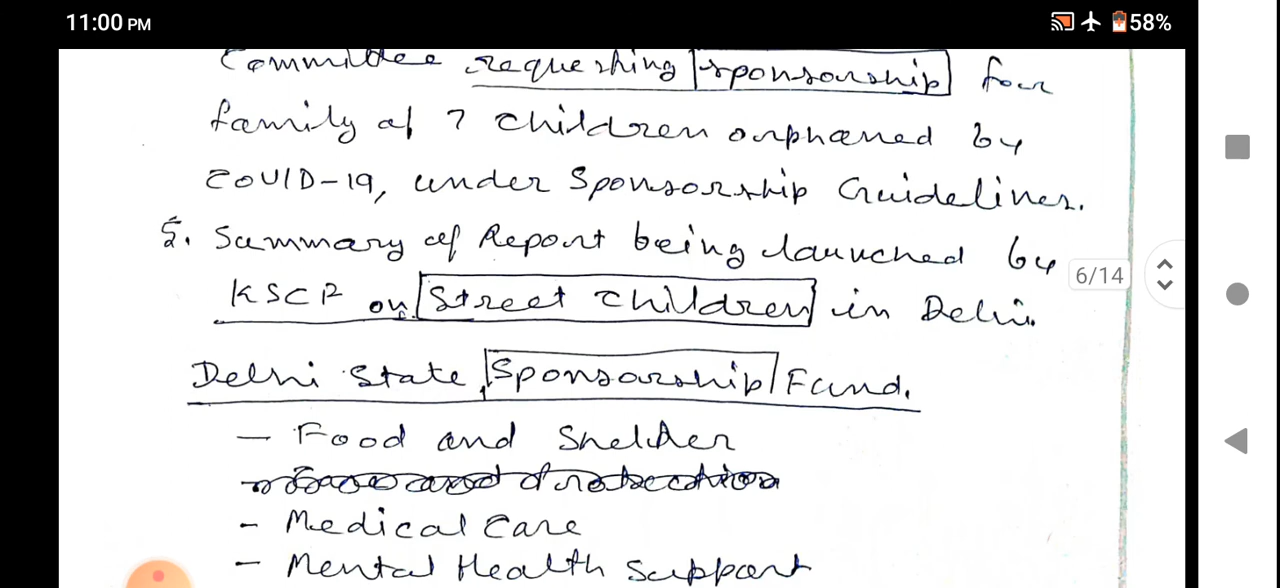 11:00 PM
58%
Committee requesting sponsorship for
family of 7 children orphaned by
COVID-19, under Sponsorship Guidelines.
5. Summary of Report being launched by
6/14
KSCF on Street Children in Delhi.
Delhi State Sponsorship Fund.
— Food and Shelter
- Medical Care
- Mental Health Support